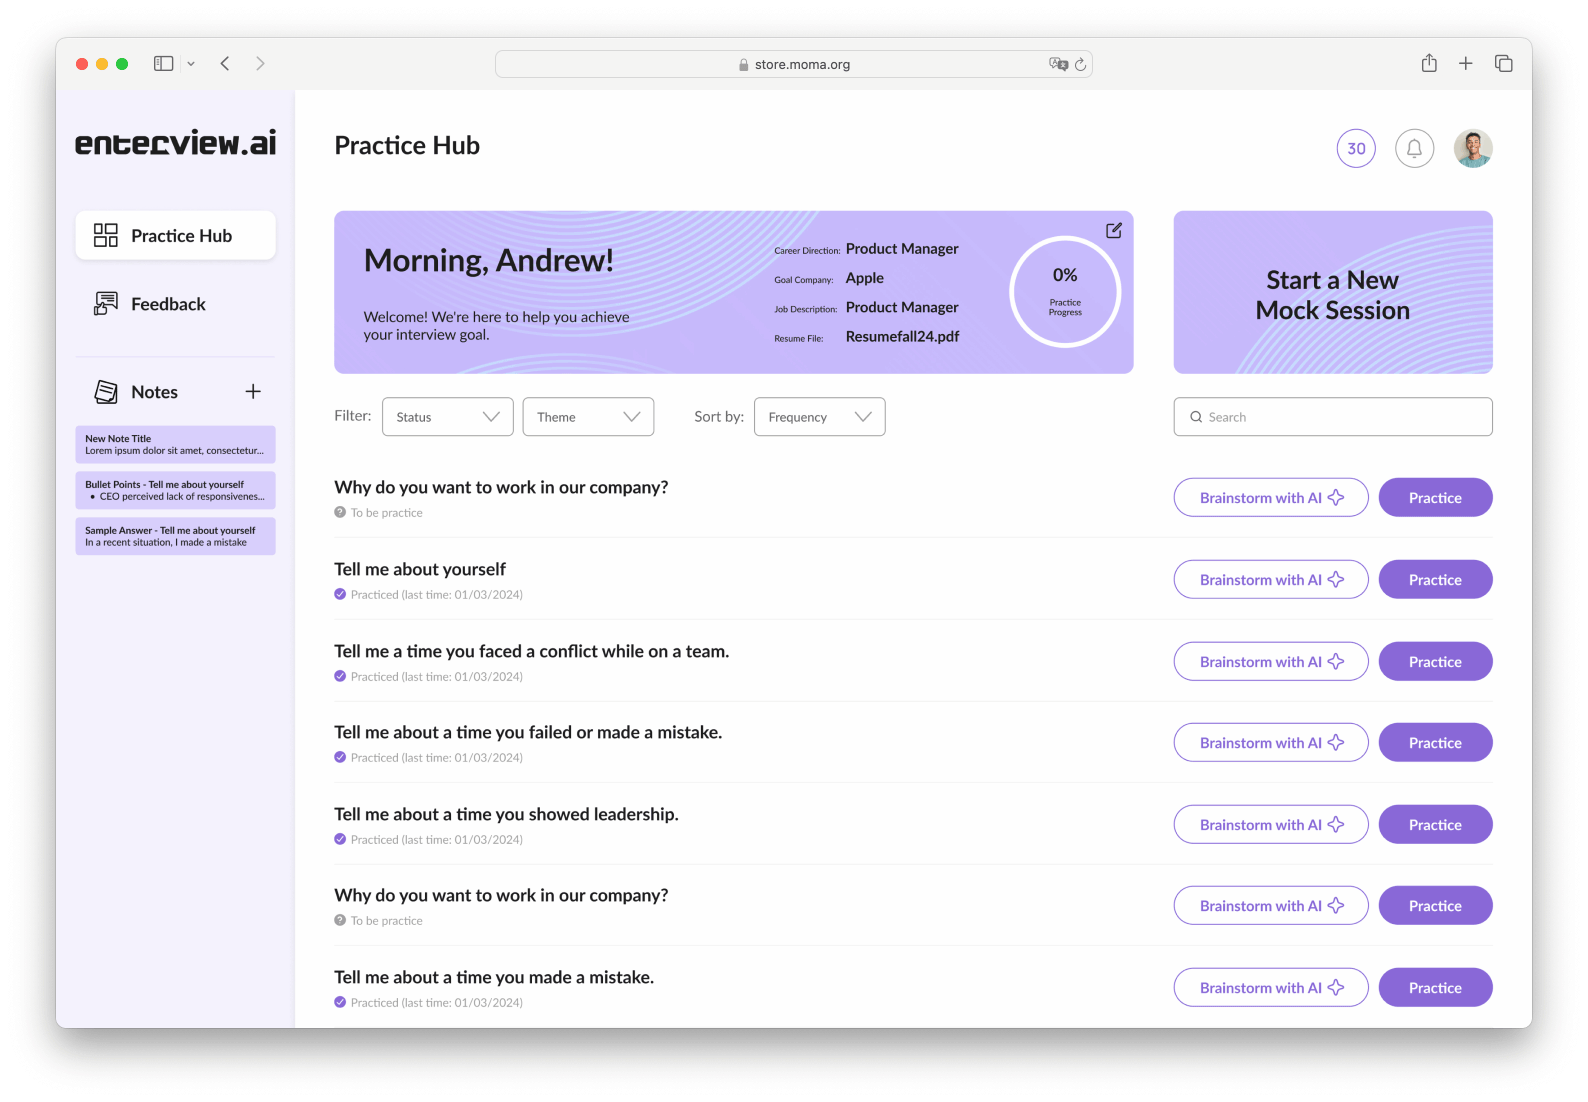 store.moma.org
enterview.ai
Practice Hub
Feedback
Notes
New Note Title
Lorem ipsum dolor sit amet, consectetur...
Bullet Points - Tell me about yourself
• CEO perceived lack of responsivenes...
Sample Answer - Tell me about yourself
In a recent situation, I made a mistake
Practice Hub
30
Morning, Andrew!
Welcome! We're here to help you achieve
your interview goal.
Career Direction: Product Manager
Goal Company: Apple
Job Description: Product Manager
Resume File: Resumefall24.pdf
0%
Practice
Progress
Start a New
Mock Session
Filter: Status Theme Sort by: Frequency
Search
Why do you want to work in our company?
To be practice
Brainstorm with AI Practice
Tell me about yourself
Practiced (last time: 01/03/2024)
Brainstorm with AI Practice
Tell me a time you faced a conflict while on a team.
Practiced (last time: 01/03/2024)
Brainstorm with AI Practice
Tell me about a time you failed or made a mistake.
Practiced (last time: 01/03/2024)
Brainstorm with AI Practice
Tell me about a time you showed leadership.
Practiced (last time: 01/03/2024)
Brainstorm with AI Practice
Why do you want to work in our company?
To be practice
Brainstorm with AI Practice
Tell me about a time you made a mistake.
Practiced (last time: 01/03/2024)
Brainstorm with AI Practice